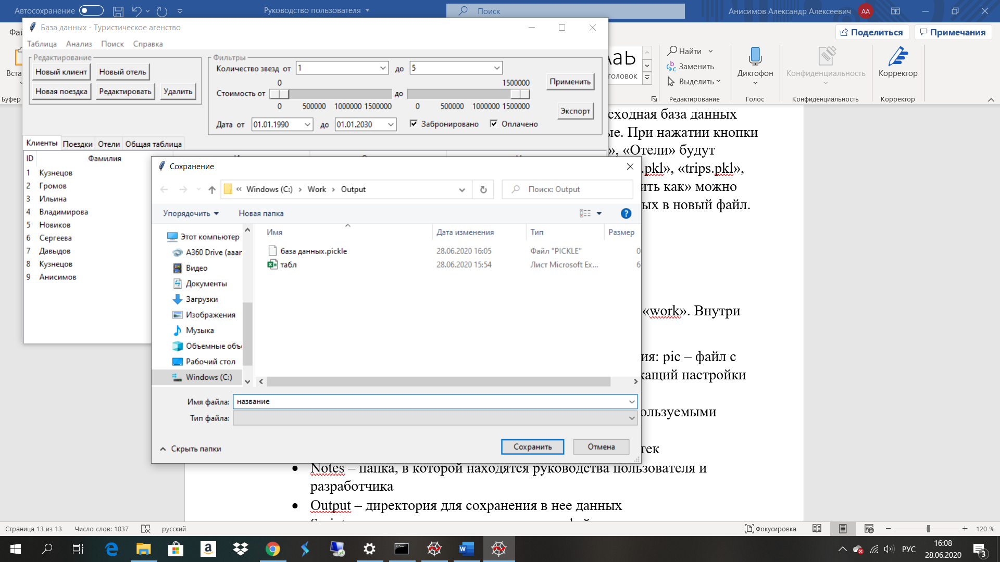 Автосохранение
Руководство пользователя
Поиск
Анисимов Александр Алексеевич
АА
База данных - Туристическое агенство
Поделиться
Примечания
Таблица Анализ Поиск Справка
Редактирование
Новый клиент Новый отель
Новая поездка Редактировать Удалить
Фильтры
Количество звезд от 1 до 5
0 1500000
Стоимость от до
0 500000 1000000 1500000 0 500000 1000000 1500000
Дата от 01.01.1990 до 01.01.2030 Забронировано Оплачено
Применить
Экспорт
Найти
Заменить
Выделить
Редактирование
Диктофон
Голос
Конфиденциальность
Конфиденциальность
Корректор
Корректор
Буфер
Клиенты Поездки Отели Общая таблица
ID Фамилия
1 Кузнецов
2 Громов
3 Ильина
4 Владимирова
5 Новиков
6 Сергеева
7 Давыдов
8 Кузнецов
9 Анисимов
Сохранение
« Windows (C:) › Work › Output
Поиск: Output
Упорядочить Новая папка
?
Этот компьютер
A360 Drive (aaar
Видео
Документы
Загрузки
Изображения
Музыка
Объемные объ
Рабочий стол
Windows (C:)
Имя Дата изменения Тип Размер
база данных.pickle 28.06.2020 16:05 Файл "PICKLE" 0
табл 28.06.2020 15:54 Лист Microsoft Ex... 6
Имя файла: название
Тип файла:
Скрыть папки
Сохранить Отмена
сходная база данных
ые. При нажатии кнопки
», «Отели» будут
.pkl», «trips.pkl»,
ить как» можно
ых в новый файл.
«work». Внутри
ия: pic – файл с
кащий настройки
ользуемыми
тек
• Notes – папка, в которой находятся руководства пользователя и
разработчика
• Output – директория для сохранения в нее данных
Страница 13 из 13 Число слов: 1037 русский
Фокусировка
120 %
РУС
16:08
28.06.2020
3